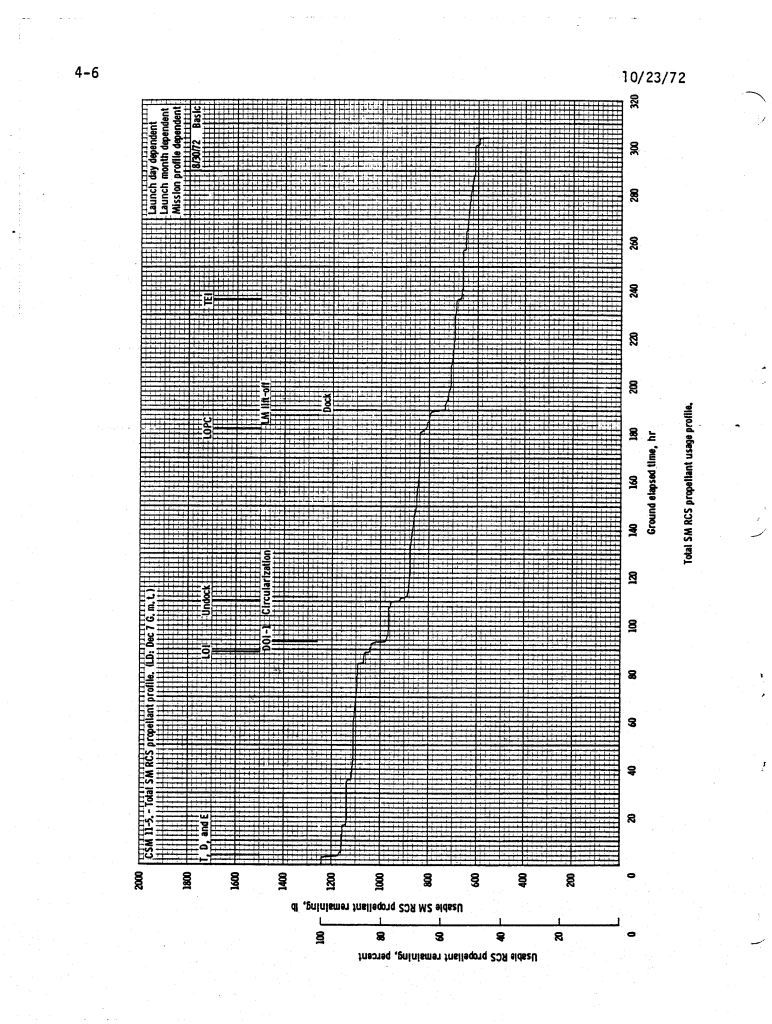 4-6
10/23/72
CSM 11-5. - Total SM RCS propellant profile. (LD: Dec 7 G.m.t.)
Launch day dependent
Launch month dependent
Mission profile dependent
8/30/72 Basic
T, D, and E
LOI
Undock
LOPC
TEI
DOI-1 Circularization
LM lift-off
Dock
2000
1800
1600
1400
1200
1000
800
600
400
200
0
Usable SM RCS propellant remaining, lb
100
80
60
40
20
0
Usable RCS propellant remaining, percent
0 20 40 60 80 100 120 140 160 180 200 220 240 260 280 300 320
Ground elapsed time, hr
Total SM RCS propellant usage profile.